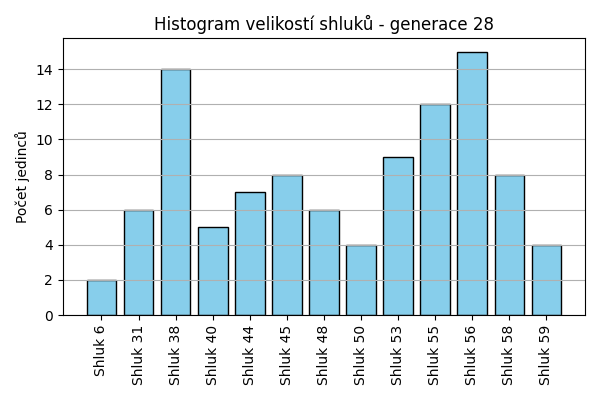 Histogram velikostí shluků - generace 28
Počet jedinců
14
12
10
8
6
4
2
0
Shluk 6
Shluk 31
Shluk 38
Shluk 40
Shluk 44
Shluk 45
Shluk 48
Shluk 50
Shluk 53
Shluk 55
Shluk 56
Shluk 58
Shluk 59